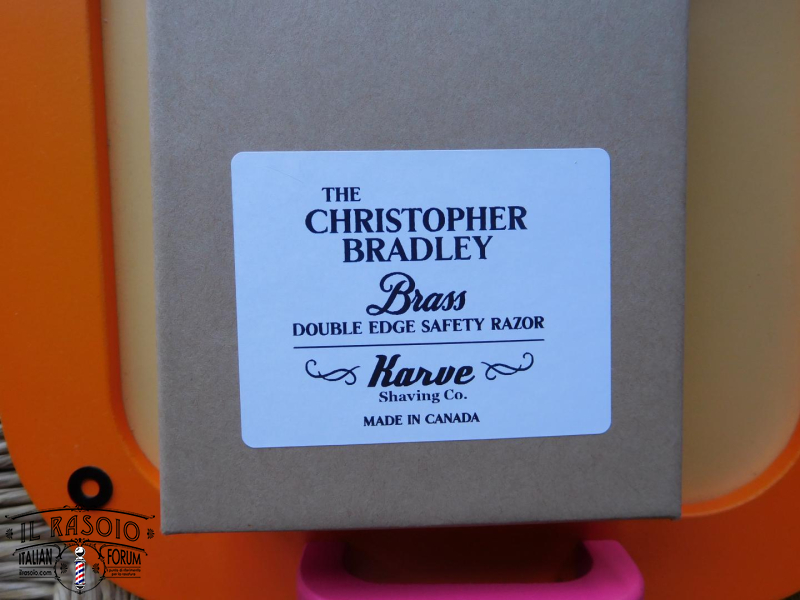 THE
CHRISTOPHER
BRADLEY
Brass
DOUBLE EDGE SAFETY RAZOR
Karve
Shaving Co.
MADE IN CANADA
IL RASOIO
ITALIAN FORUM
ilrasoio.com